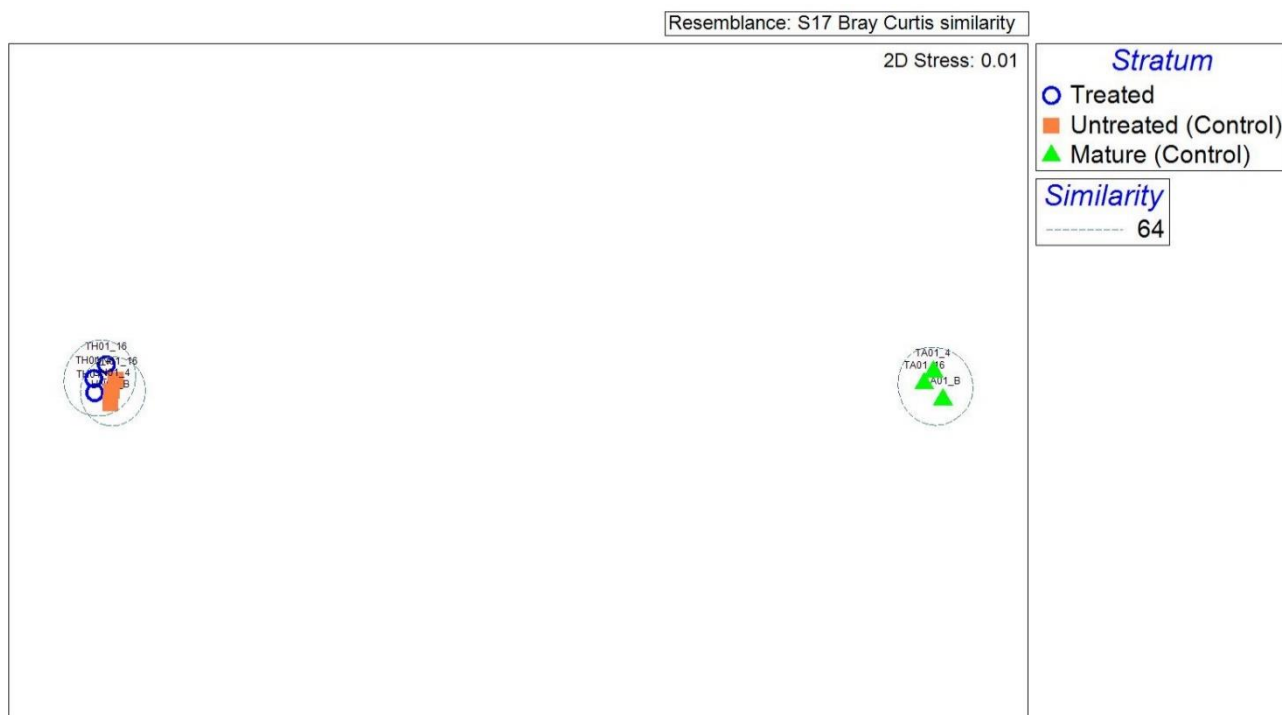 Resemblance: S17 Bray Curtis similarity
2D Stress: 0.01
Stratum
Treated
Untreated (Control)
Mature (Control)
Similarity
64
TH01_16
TA01_4
TA01_16